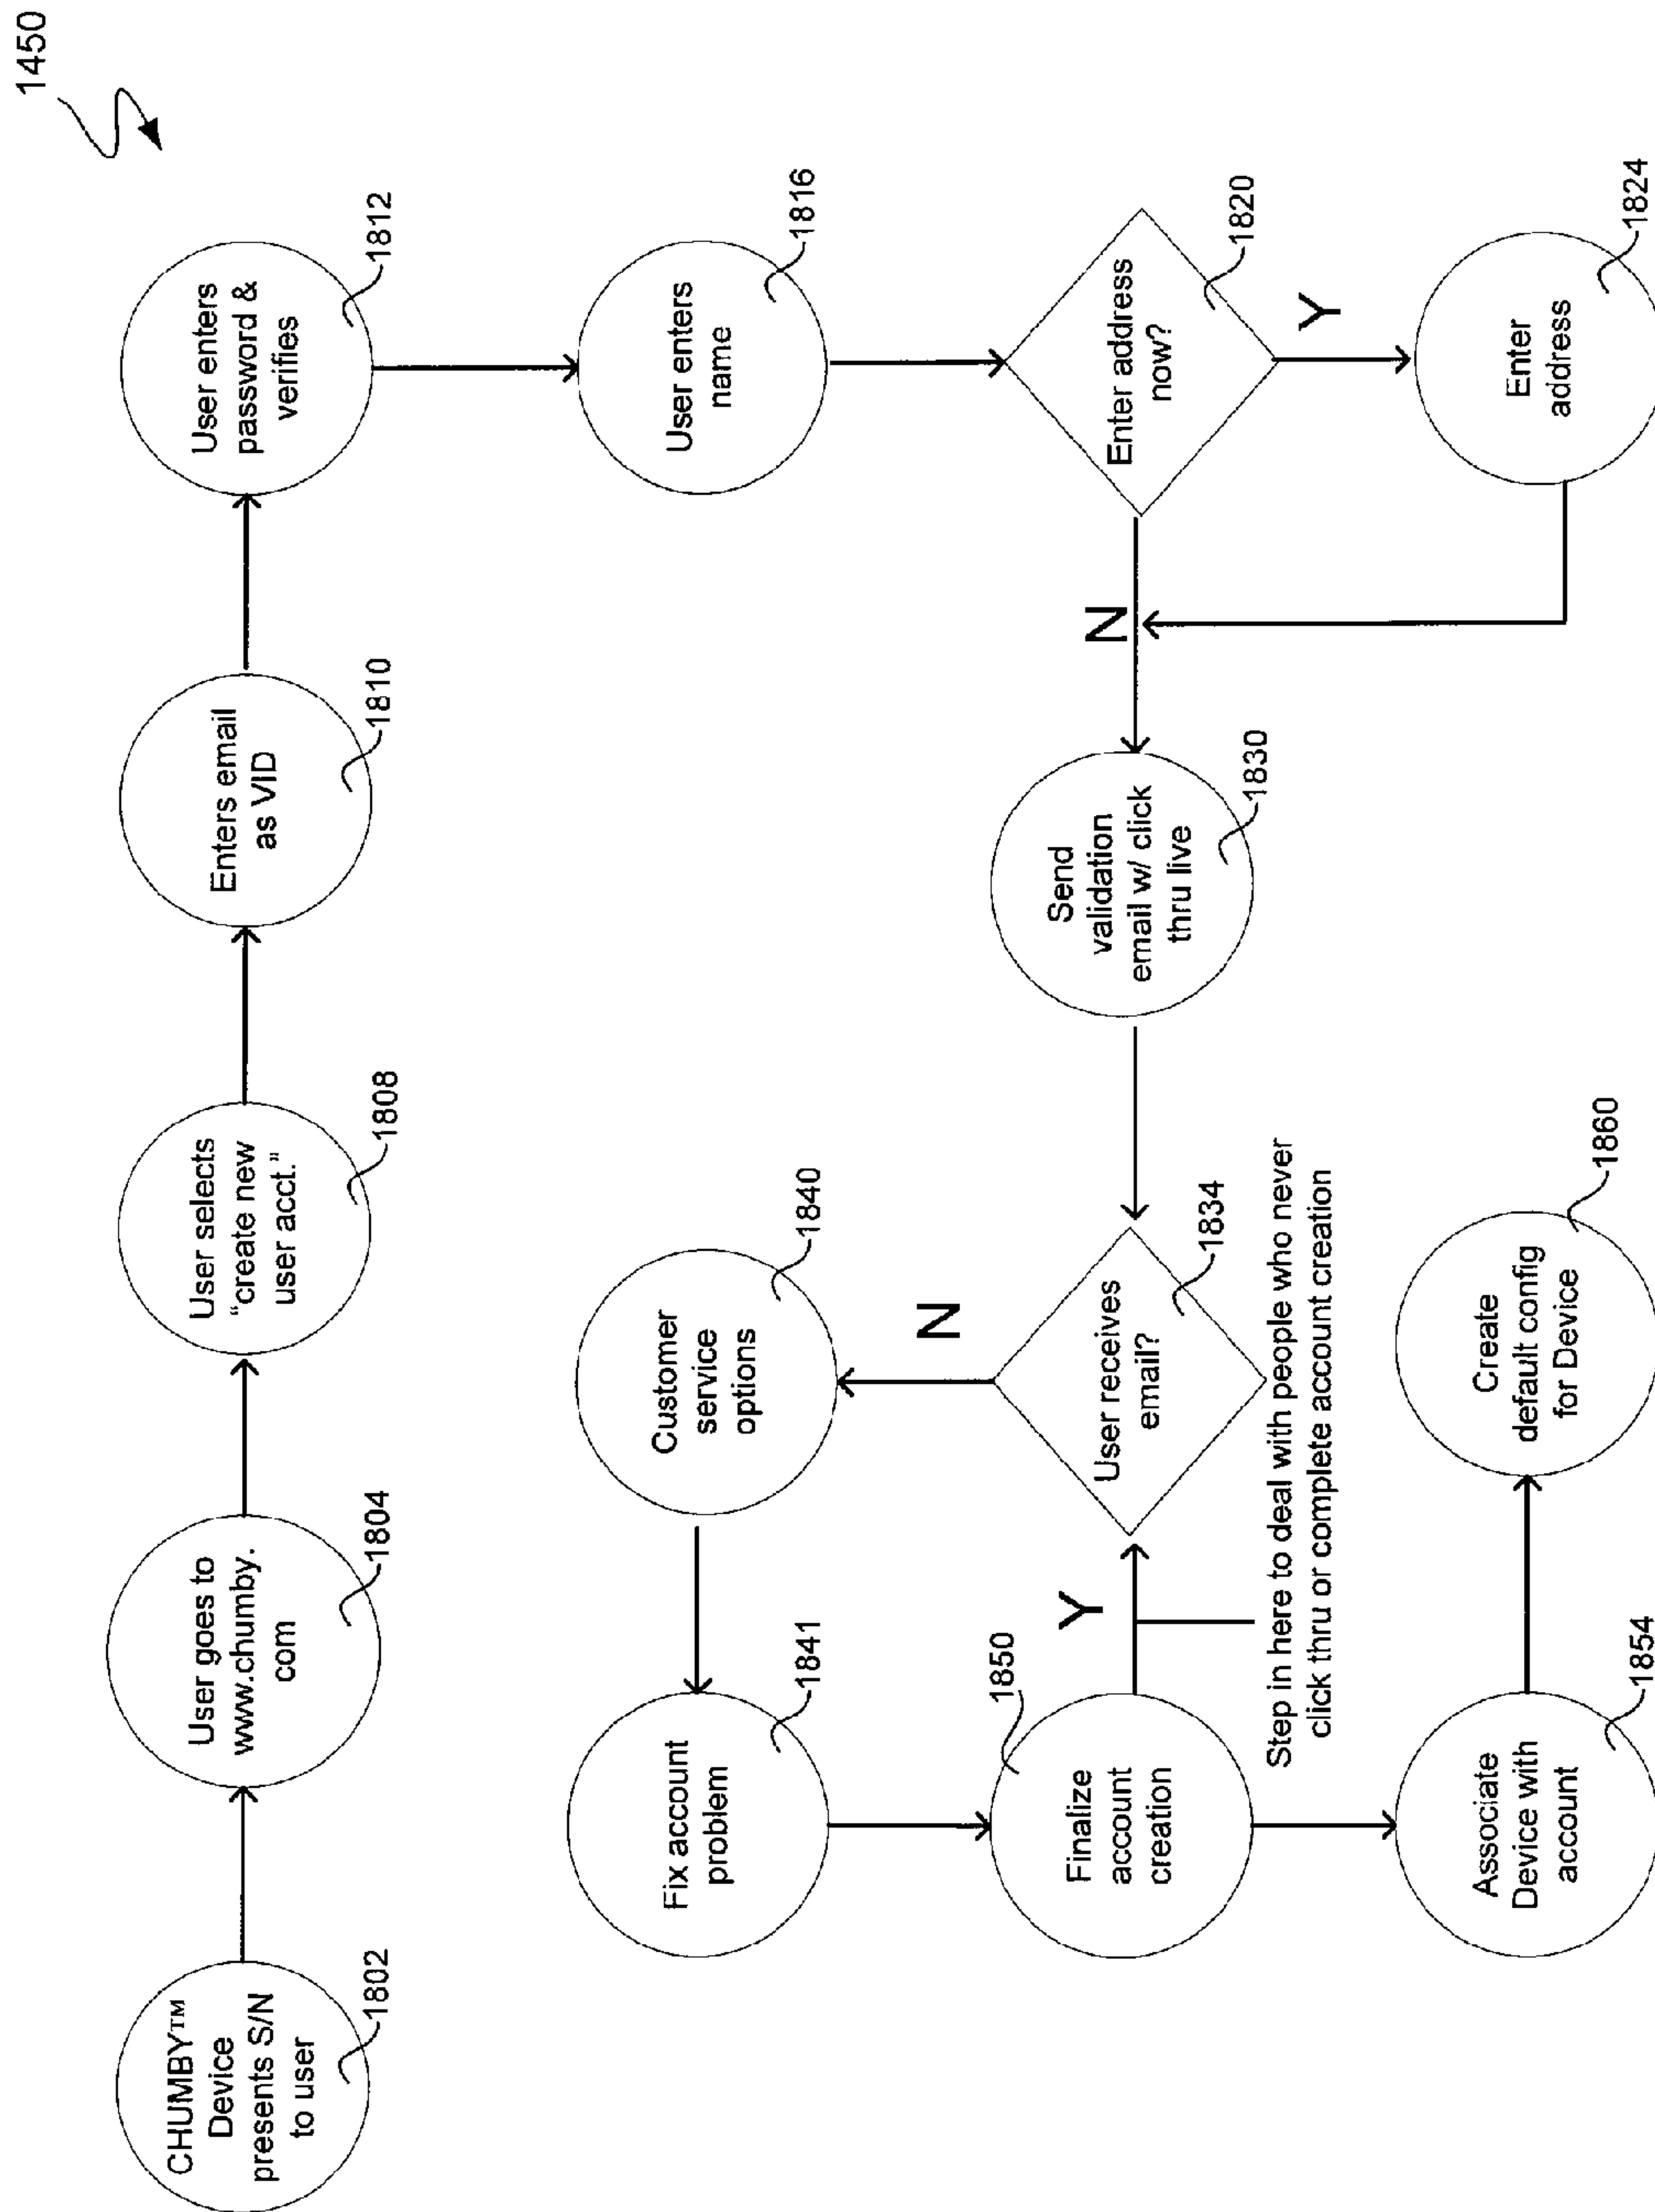 1450
CHUMBY™
Device
presents S/N
to user
1802
User goes to
www.chumby.
com
1804
User selects
“create new
user acct.”
1808
Enters email
as VID
1810
User enters
password &
verifies
1812
User enters
name
1816
Enter address
now?
1820
Y
Enter
address
1824
N
Send
validation
email w/ click
thru live
1830
User receives
email?
1834
N
Customer
service
options
1840
Fix account
problem
1841
Y
Finalize
account
creation
1850
Step in here to deal with people who never
click thru or complete account creation
Associate
Device with
account
1854
Create
default config
for Device
1860